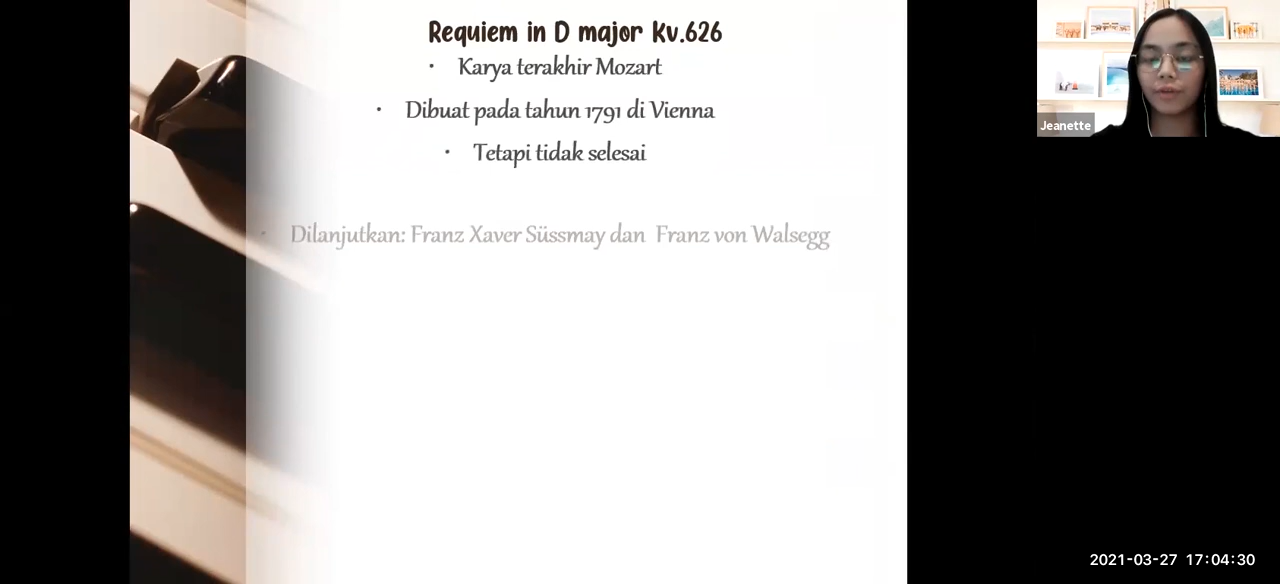 Requiem in D major Kv.626
• Karya terakhir Mozart
• Dibuat pada tahun 1791 di Vienna
• Tetapi tidak selesai
• Dilanjutkan: Franz Xaver Süssmay dan Franz von Walsegg
Jeanette
2021-03-27 17:04:30